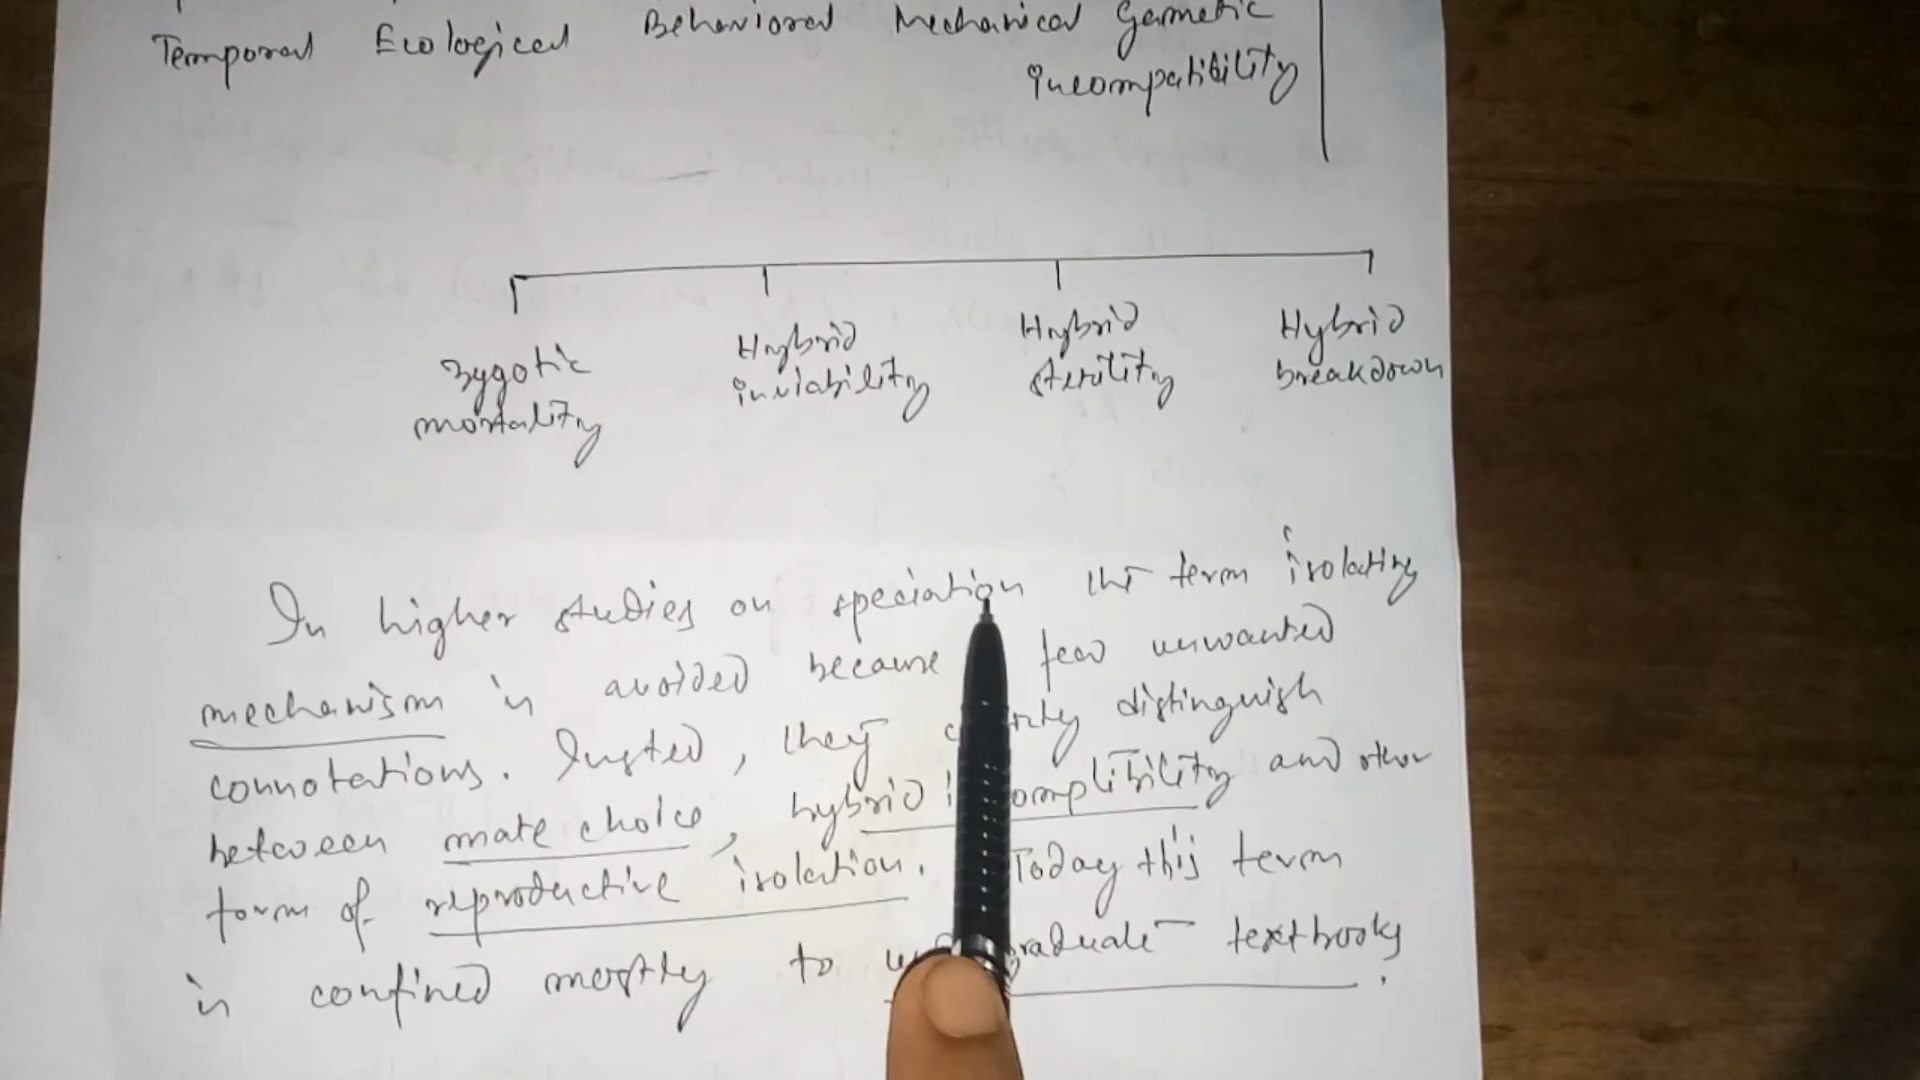 Temporal Ecological Behavioral Mechanical Gametic
incompatibility
Zygotic Hybrid Hybrid Hybrid
mortality inviability sterility breakdown
In higher studies on speciation the term isolating
mechanism is avoided because few unwanted
connotations. Insted, they distinguish
between mate choice, hybrid and other
form of reproductive isolation. Today this term
is confined mostly to textbooks.